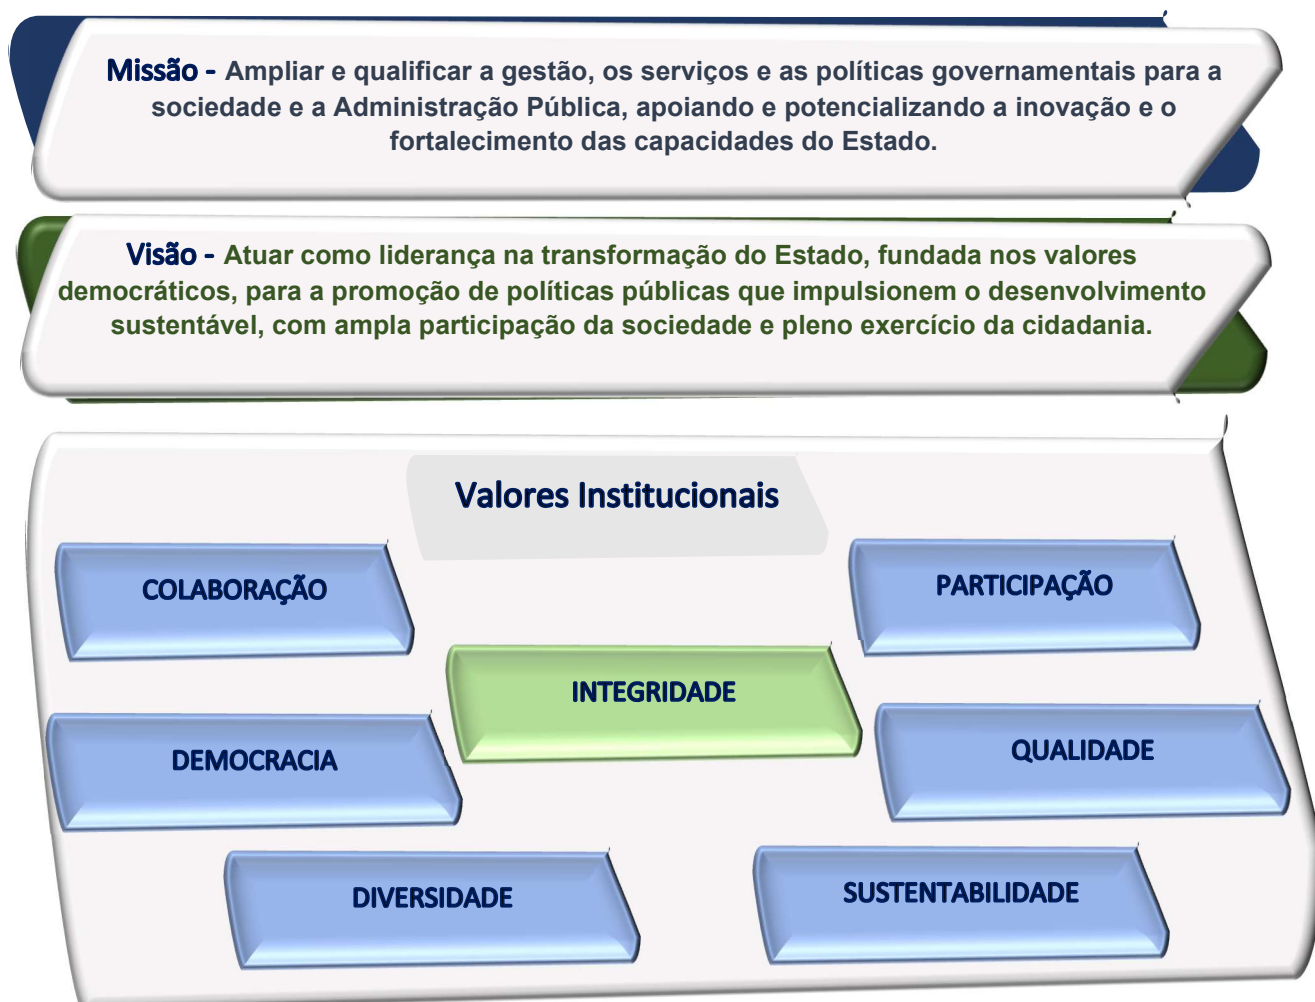 Missão - Ampliar e qualificar a gestão, os serviços e as políticas governamentais para a
sociedade e a Administração Pública, apoiando e potencializando a inovação e o
fortalecimento das capacidades do Estado.
Visão - Atuar como liderança na transformação do Estado, fundada nos valores
democráticos, para a promoção de políticas públicas que impulsionem o desenvolvimento
sustentável, com ampla participação da sociedade e pleno exercício da cidadania.
Valores Institucionais
COLABORAÇÃO
PARTICIPAÇÃO
INTEGRIDADE
DEMOCRACIA
QUALIDADE
DIVERSIDADE
SUSTENTABILIDADE